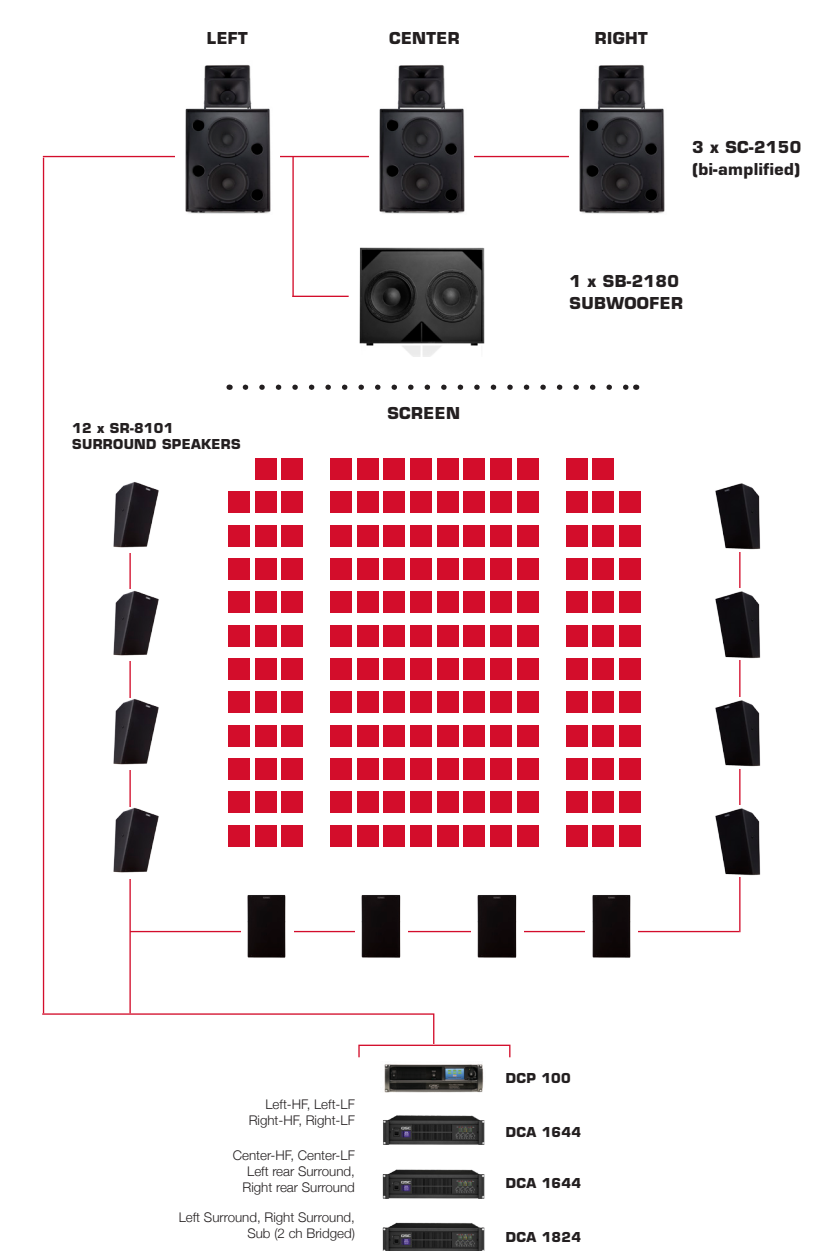 LEFT
CENTER
RIGHT
3 x SC-2150
(bi-amplified)
1 x SB-2180
SUBWOOFER
SCREEN
12 x SR-8101
SURROUND SPEAKERS
DCP 100
Left-HF, Left-LF
Right-HF, Right-LF
DCA 1644
Center-HF, Center-LF
Left rear Surround,
Right rear Surround
DCA 1644
Left Surround, Right Surround,
Sub (2 ch Bridged)
DCA 1824